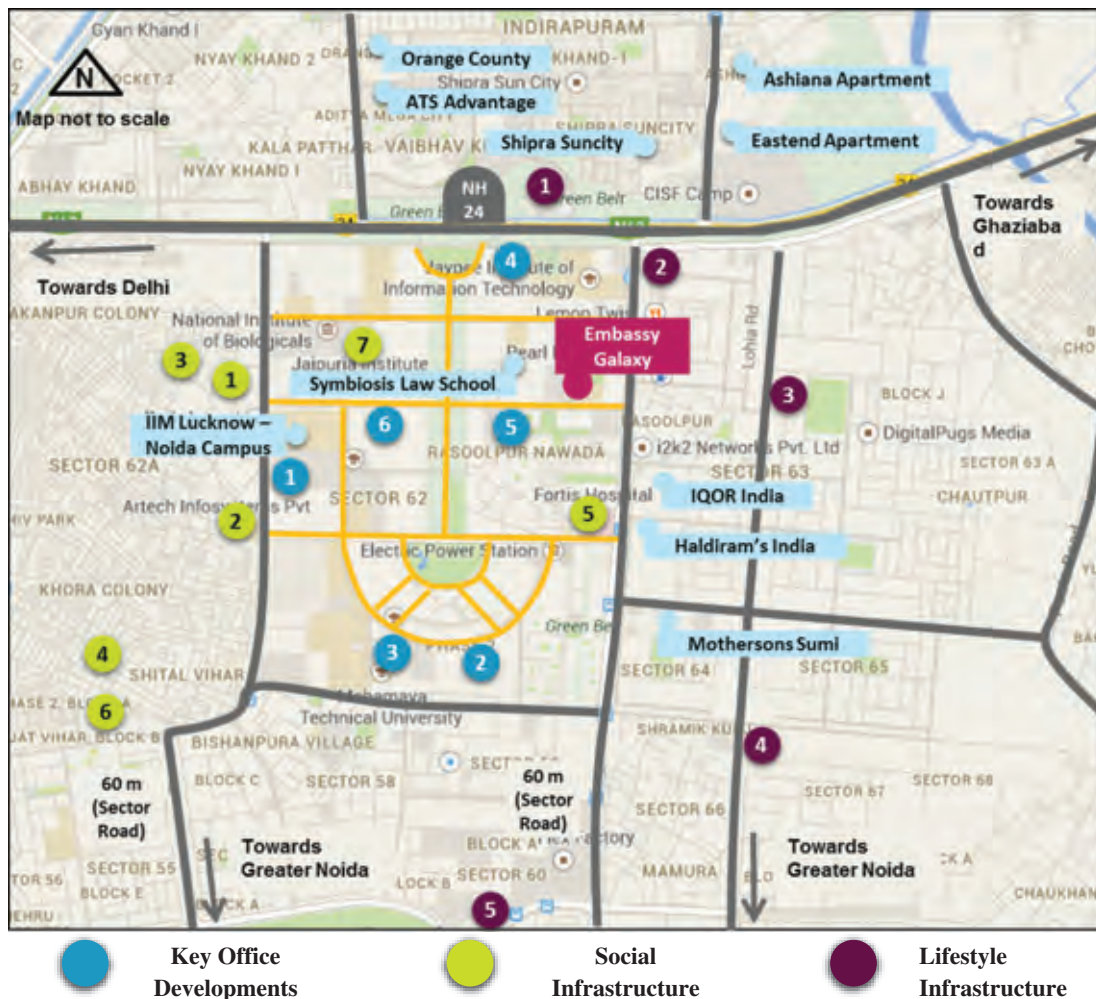 Gyan Khand I
INDIRAPURAM
NYAY KHAND 2
Orange County
KHAND-1
Shipra Sun City
Ashiana Apartment
N
ATS Advantage
Map not to scale
SHIPRA SUNCITY
KALA PATTHAR
VAIBHAV
Shipra Suncity
Eastend Apartment
NYAY KHAND I
ABHAY KHAND
NH
24
1
Green Belt
CISF Camp
Towards
Ghaziaba
d
Towards Delhi
4
Jaypee Institute of
Information Technology
2
Lemon
Lohia Rd
National Institute
of Biologicals
Embassy
Galaxy
3
7
Jaipuria Institute
Pearl
1
Symbiosis Law School
3
BLOCK J
IIM Lucknow –
Noida Campus
6
5
RASOOLPUR NAWADA
i2k2 Networks Pvt. Ltd
DigitalPugs Media
SECTOR 62A
SECTOR 63
SECTOR 63 A
1
SECTOR 62
Fortis Hospital
IQOR India
CHAUTPUR
Artech Infosystems Pvt
2
5
Haldiram's India
Electric Power Station
KHORA COLONY
Green Bel
4
SHITAL VIHAR
3
2
Mothersons Sumi
SECTOR 64
SECTOR 65
6
Mahamaya
Technical University
BISHANPURA VILLAGE
4
60 m
(Sector
Road)
BLOCK C
SECTOR 58
60 m
(Sector
Road)
SECTOR 66
SECTOR 67
SECTOR 68
Towards
Greater Noida
BLOCK A
Factory
Towards
Greater Noida
SECTOR 55
SECTOR 60
MAMURA
BLOCK E
LOCK B
BLOCK A
5
CHAUKHAN
Key Office
Developments
Social
Infrastructure
Lifestyle
Infrastructure